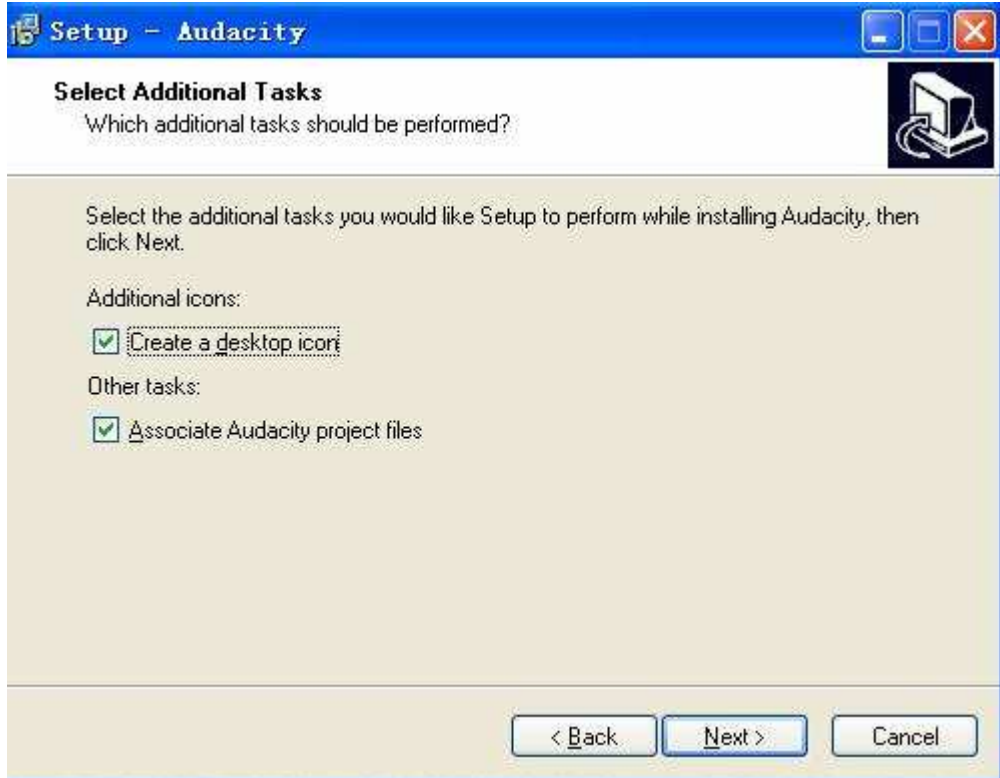 Setup - Audacity
Select Additional Tasks
Which additional tasks should be performed?
Select the additional tasks you would like Setup to perform while installing Audacity, then
click Next.
Additional icons:
Create a desktop icon
Other tasks:
Associate Audacity project files
< Back
Next >
Cancel